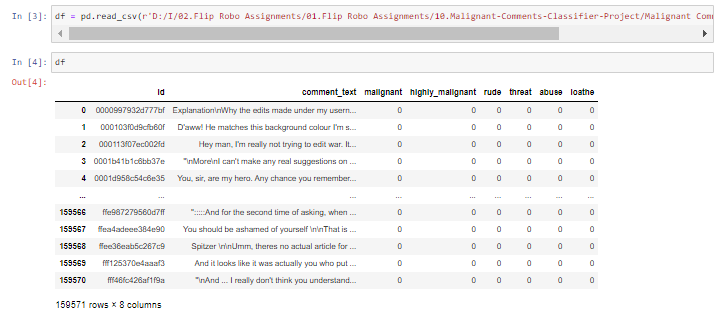 In [3]: df = pd.read_csv(r'D:/I/02.Flip Robo Assignments/01.Flip Robo Assignments/10.Malignant-Comments-Classifier-Project/Malignant Com
In [4]: df
Out[4]:
id comment_text malignant highly_malignant rude threat abuse loathe
0 0000997932d777bf Explanation\nWhy the edits made under my usern... 0 0 0 0 0 0
1 000103f0d9cfb60f D'aww! He matches this background colour I'm s... 0 0 0 0 0 0
2 000113f07ec002fd Hey man, I'm really not trying to edit war. It... 0 0 0 0 0 0
3 0001b41b1c6bb37e "\nMore\nI can't make any real suggestions on ... 0 0 0 0 0 0
4 0001d958c54c6e35 You, sir, are my hero. Any chance you remember... 0 0 0 0 0 0
... ... ... ... ... ... ... ... ...
159566 ffe987279560d7ff ":::::And for the second time of asking, when ... 0 0 0 0 0 0
159567 ffea4adeee384e90 You should be ashamed of yourself \n\nThat is ... 0 0 0 0 0 0
159568 ffee36eab5c267c9 Spitzer \n\nUmm, theres no actual article for ... 0 0 0 0 0 0
159569 fff125370e4aaaf3 And it looks like it was actually you who put ... 0 0 0 0 0 0
159570 fff46fc426af1f9a "\nAnd ... I really don't think you understand... 0 0 0 0 0 0
159571 rows × 8 columns